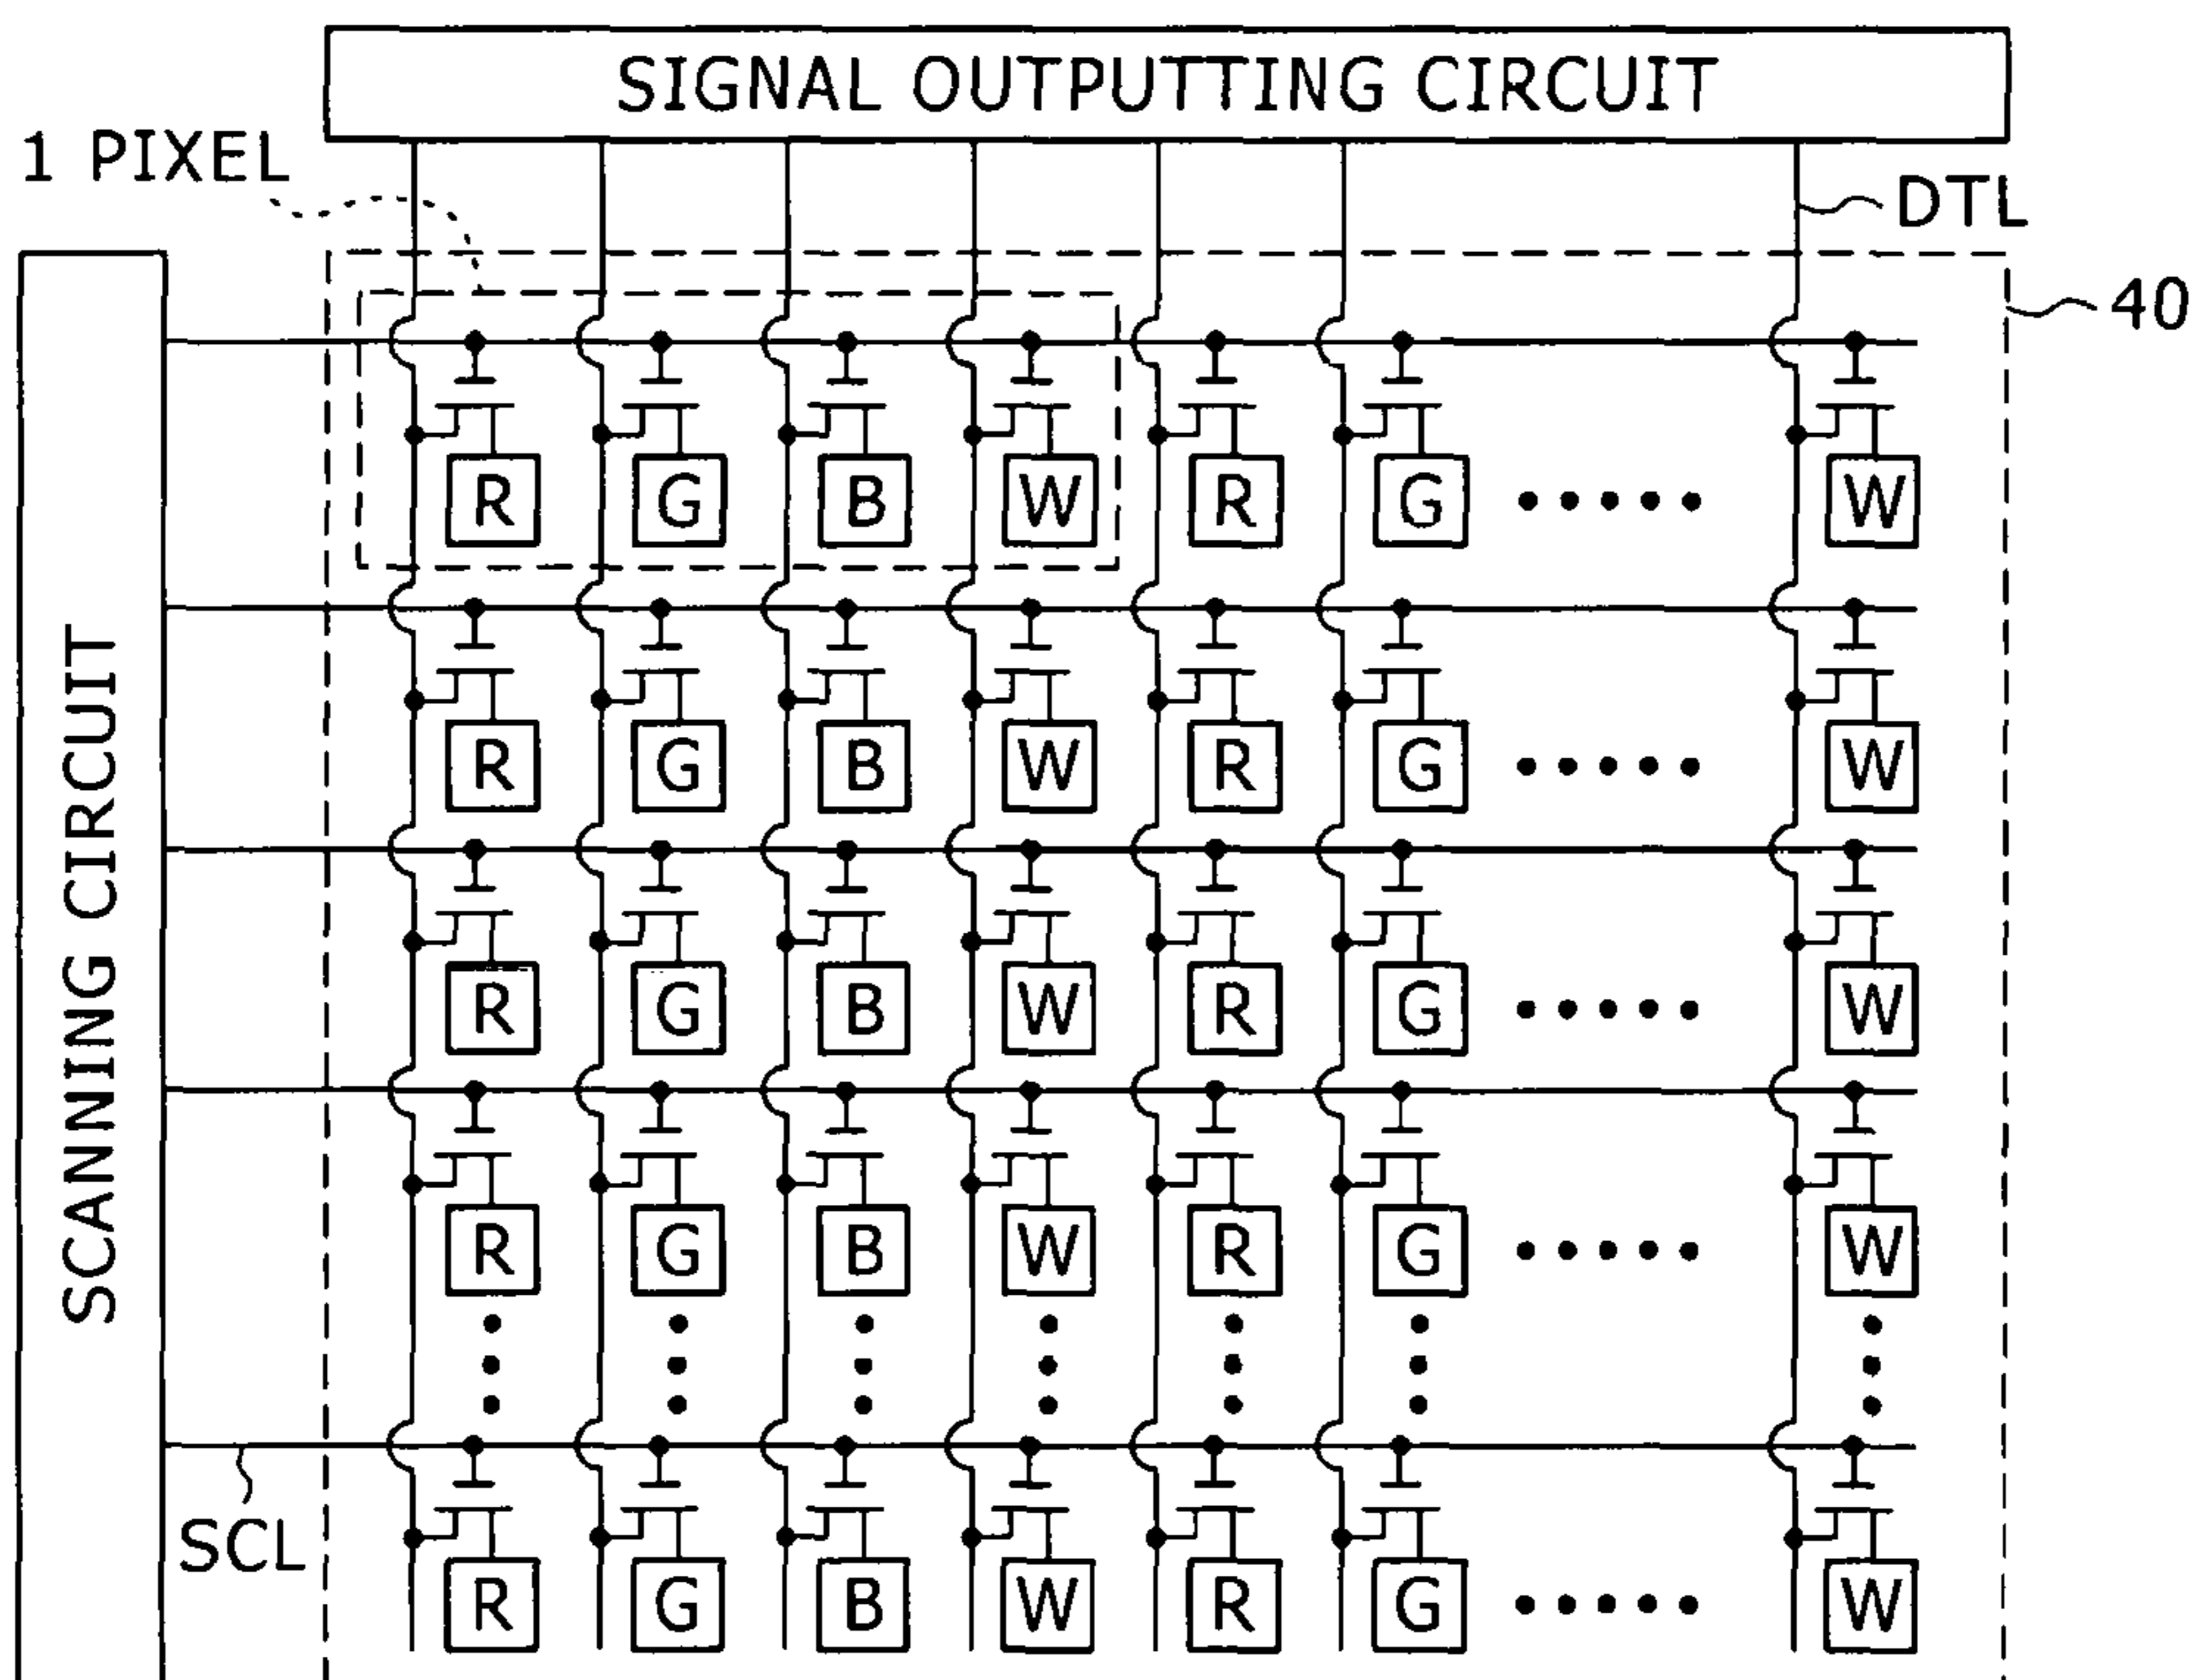 SIGNAL OUTPUTTING CIRCUIT
1 PIXEL
DTL
40
SCANNING CIRCUIT
R G B W R G W
R G B W R G W
R G B W R G W
R G B W R G W
SCL
R G B W R G W